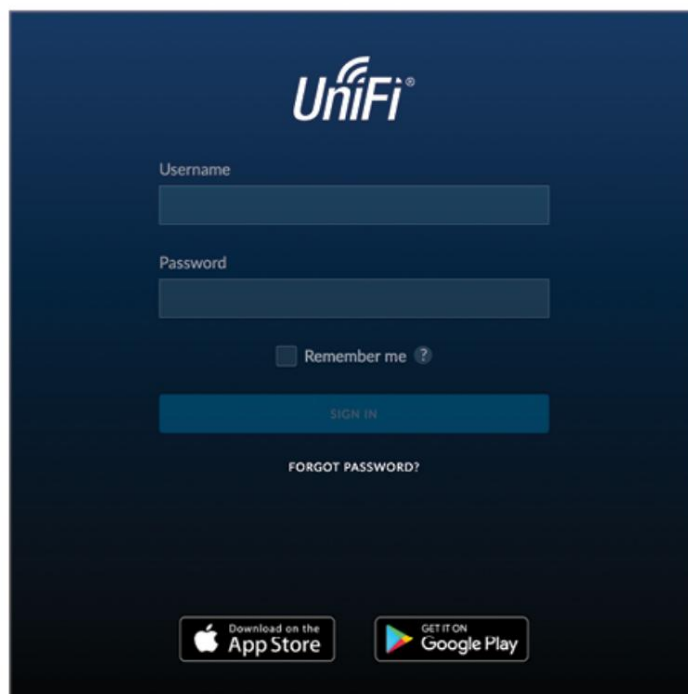 UniFi®
Username
Password
Remember me ?
SIGN IN
FORGOT PASSWORD?
Download on the
App Store
GET IT ON
Google Play